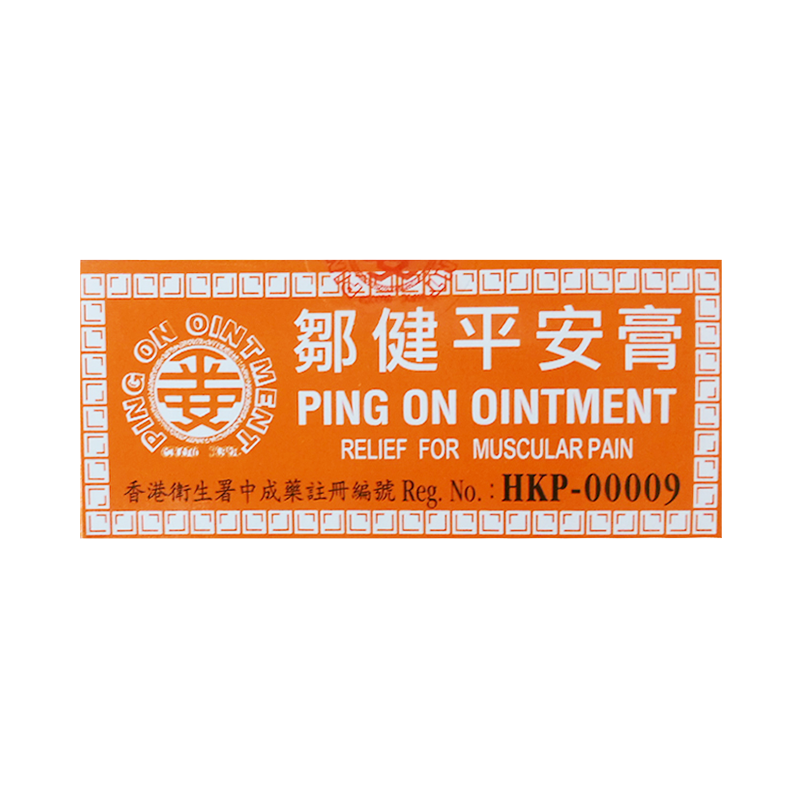 PING ON OINTMENT
鄒健平安膏
PING ON OINTMENT
RELIEF FOR MUSCULAR PAIN
香港衛生署中成藥註冊編號 Reg. No. : HKP-00009